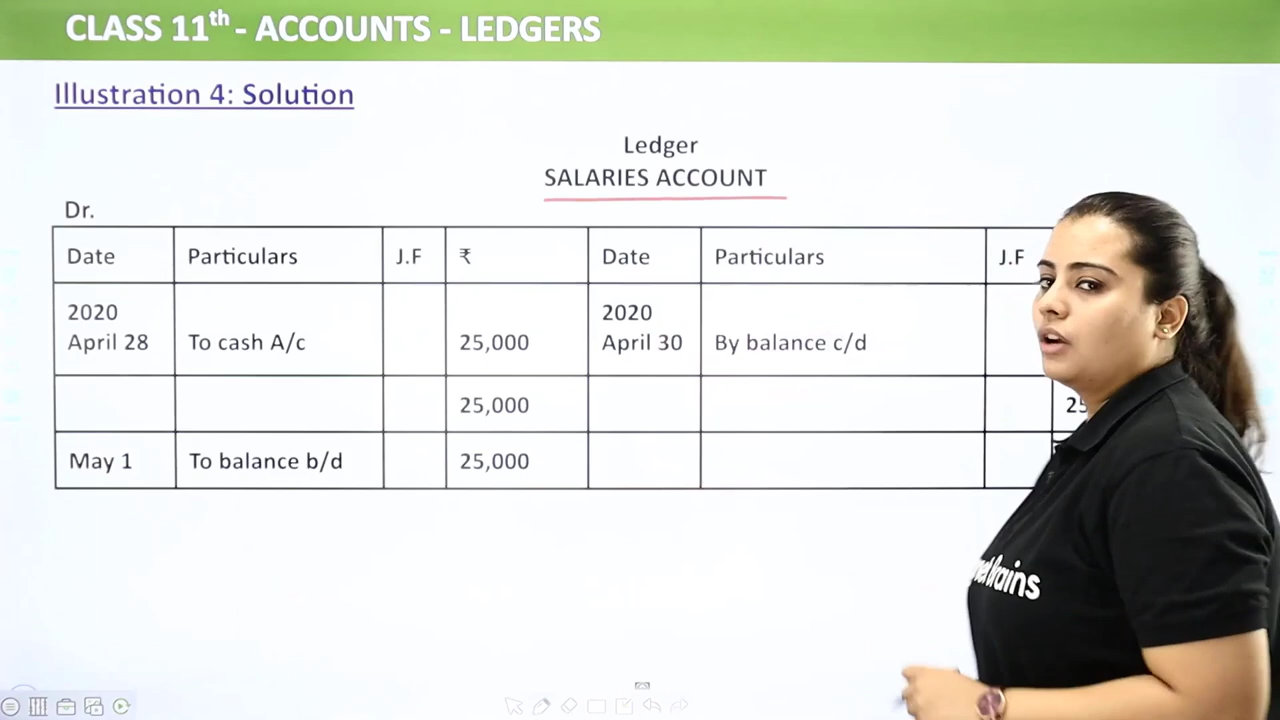 CLASS 11th - ACCOUNTS - LEDGERS
Illustration 4: Solution
Ledger
SALARIES ACCOUNT
Dr.
Date Particulars J.F ₹ Date Particulars J.F
2020 2020
April 28 To cash A/c 25,000 April 30 By balance c/d
25,000
May 1 To balance b/d 25,000